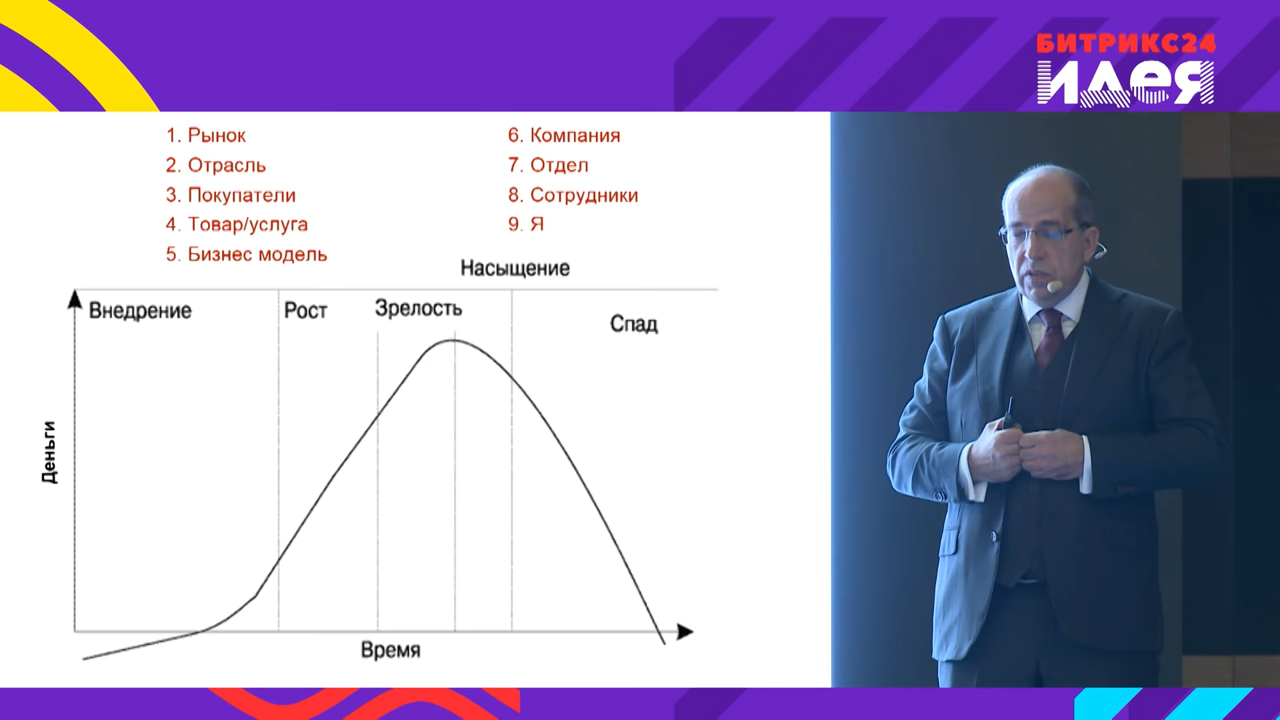 БИТРИКС24
идея
1. Рынок
2. Отрасль
3. Покупатели
4. Товар/услуга
5. Бизнес модель
6. Компания
7. Отдел
8. Сотрудники
9. Я
Насыщение
Внедрение
Рост
Зрелость
Спад
Деньги
Время